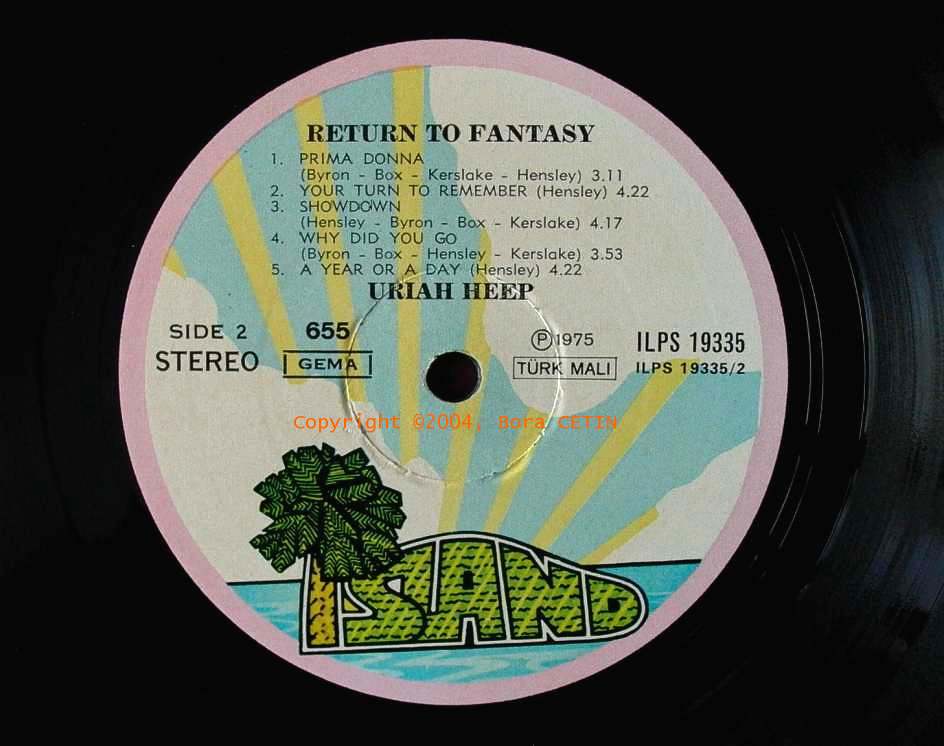 RETURN TO FANTASY
1. PRIMA DONNA
(Byron - Box - Kerslake - Hensley) 3.11
2. YOUR TURN TO REMEMBER (Hensley) 4.22
3. SHOWDOWN
(Hensley - Byron - Box - Kerslake) 4.17
4. WHY DID YOU GO
(Byron - Box - Hensley - Kerslake) 3.53
5. A YEAR OR A DAY (Hensley) 4.22
URIAH HEEP
SIDE 2 655 Ⓟ1975 ILPS 19335
STEREO GEMA TÜRK MALI ILPS 19335/2
Copyright ©2004, Bora CETIN
ISLAND